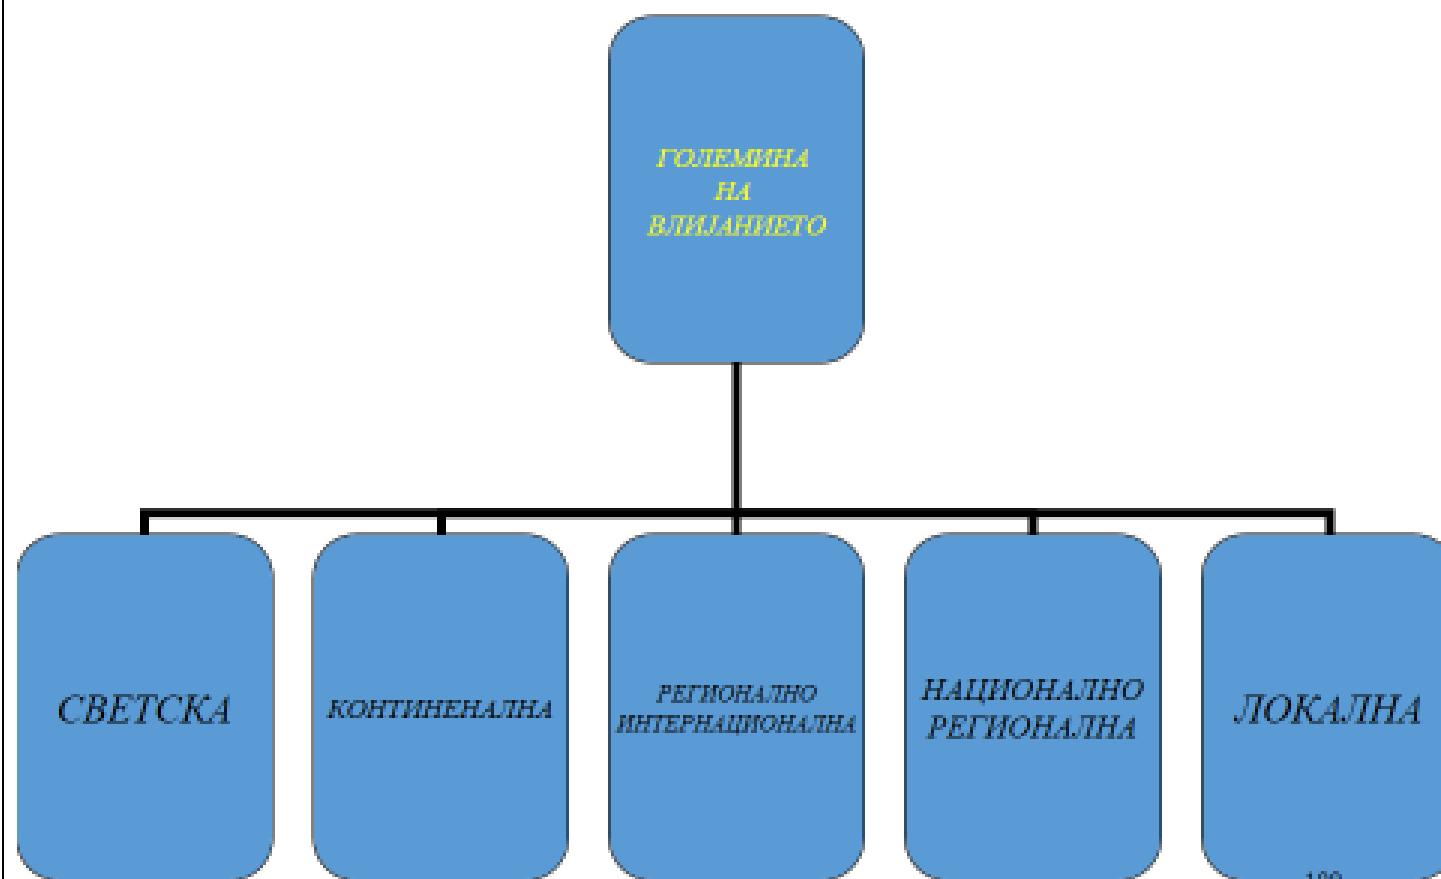 ГОЛЕМИНА
НА
ВЛИЈАНИЕТО
СВЕТСКА
КОНТИНЕНАЛНА
РЕГИОНАЛНО
ИНТЕРНАЦИОНАЛНА
НАЦИОНАЛНО
РЕГИОНАЛНА
ЛОКАЛНА